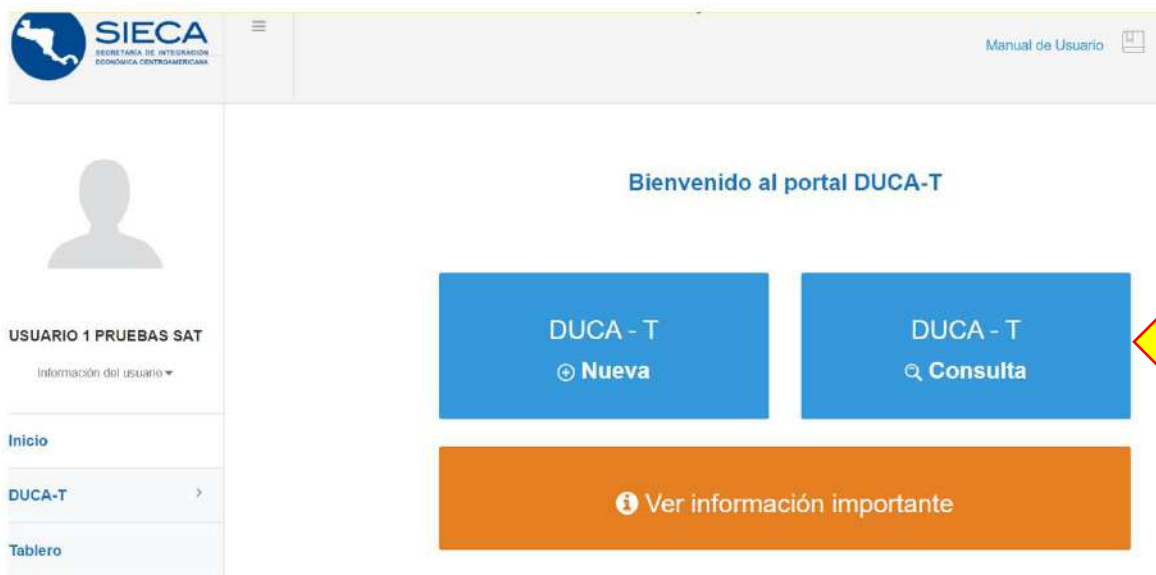 SIECA
SECRETARÍA DE INTEGRACIÓN
ECONÓMICA CENTROAMERICANA
Manual de Usuario
Bienvenido al portal DUCA-T
USUARIO 1 PRUEBAS SAT
Información del usuario
Inicio
DUCA-T
Tablero
DUCA - T
Nueva
DUCA - T
Consulta
Ver información importante